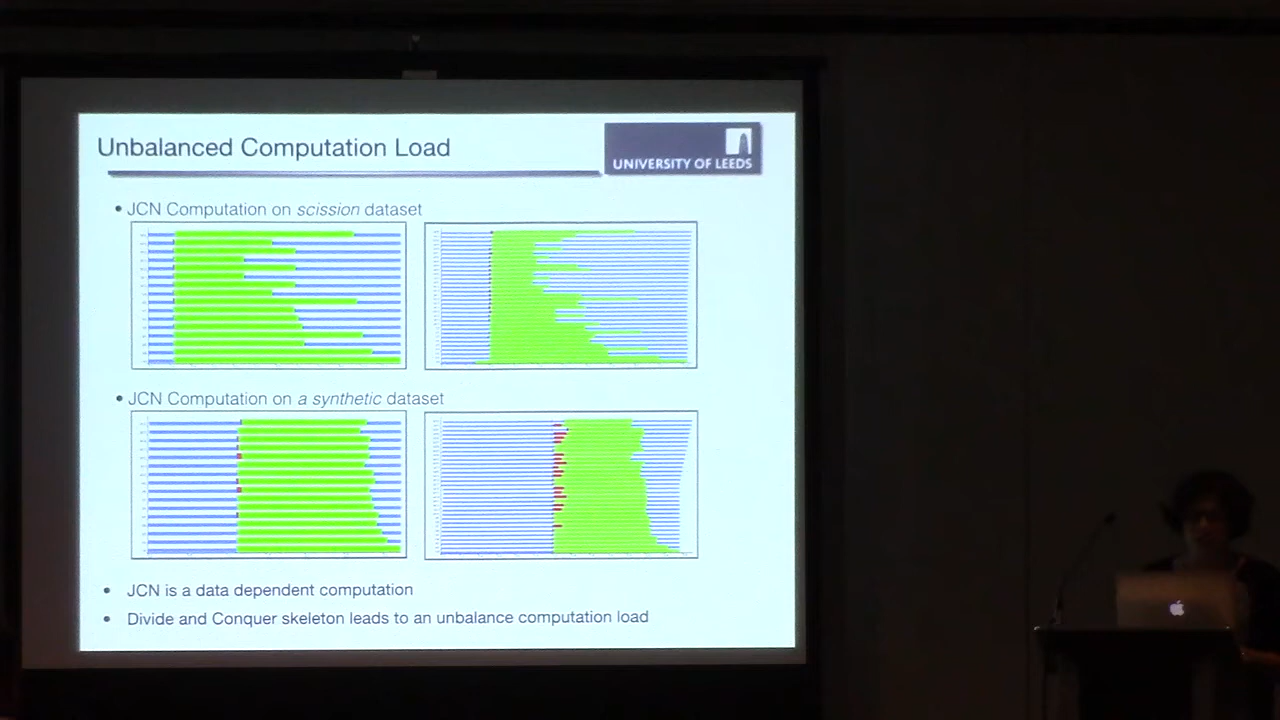 Unbalanced Computation Load
UNIVERSITY OF LEEDS
• JCN Computation on scission dataset
• JCN Computation on a synthetic dataset
• JCN is a data dependent computation
• Divide and Conquer skeleton leads to an unbalance computation load